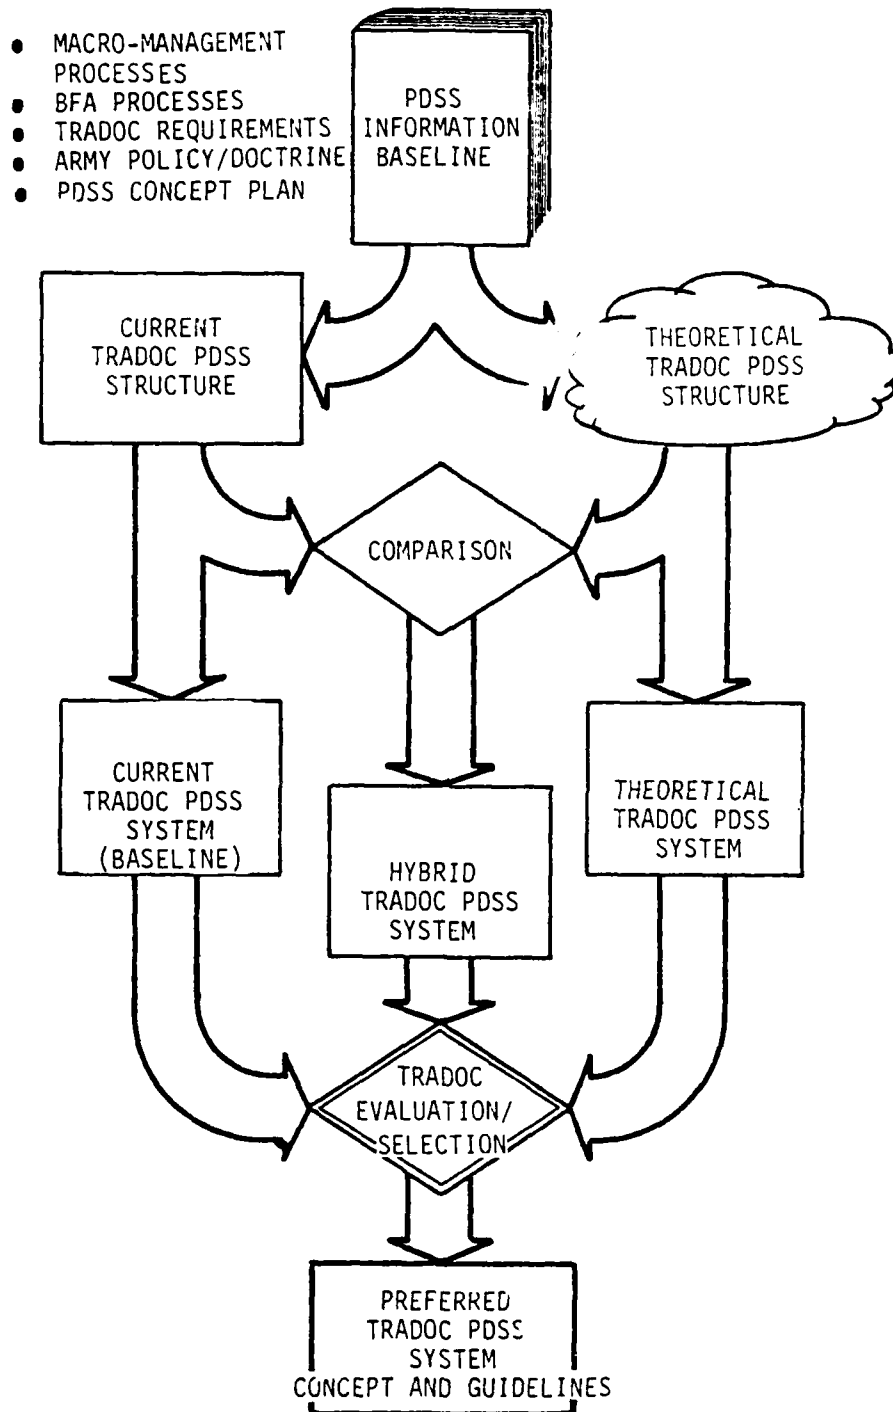 • MACRO-MANAGEMENT
PROCESSES
• BFA PROCESSES
• TRADOC REQUIREMENTS
• ARMY POLICY/DOCTRINE
• PDSS CONCEPT PLAN
PDSS
INFORMATION
BASELINE
CURRENT
TRADOC PDSS
STRUCTURE
THEORETICAL
TRADOC PDSS
STRUCTURE
COMPARISON
CURRENT
TRADOC PDSS
SYSTEM
(BASELINE)
HYBRID
TRADOC PDSS
SYSTEM
THEORETICAL
TRADOC PDSS
SYSTEM
TRADOC
EVALUATION/
SELECTION
PREFERRED
TRADOC PDSS
SYSTEM
CONCEPT AND GUIDELINES